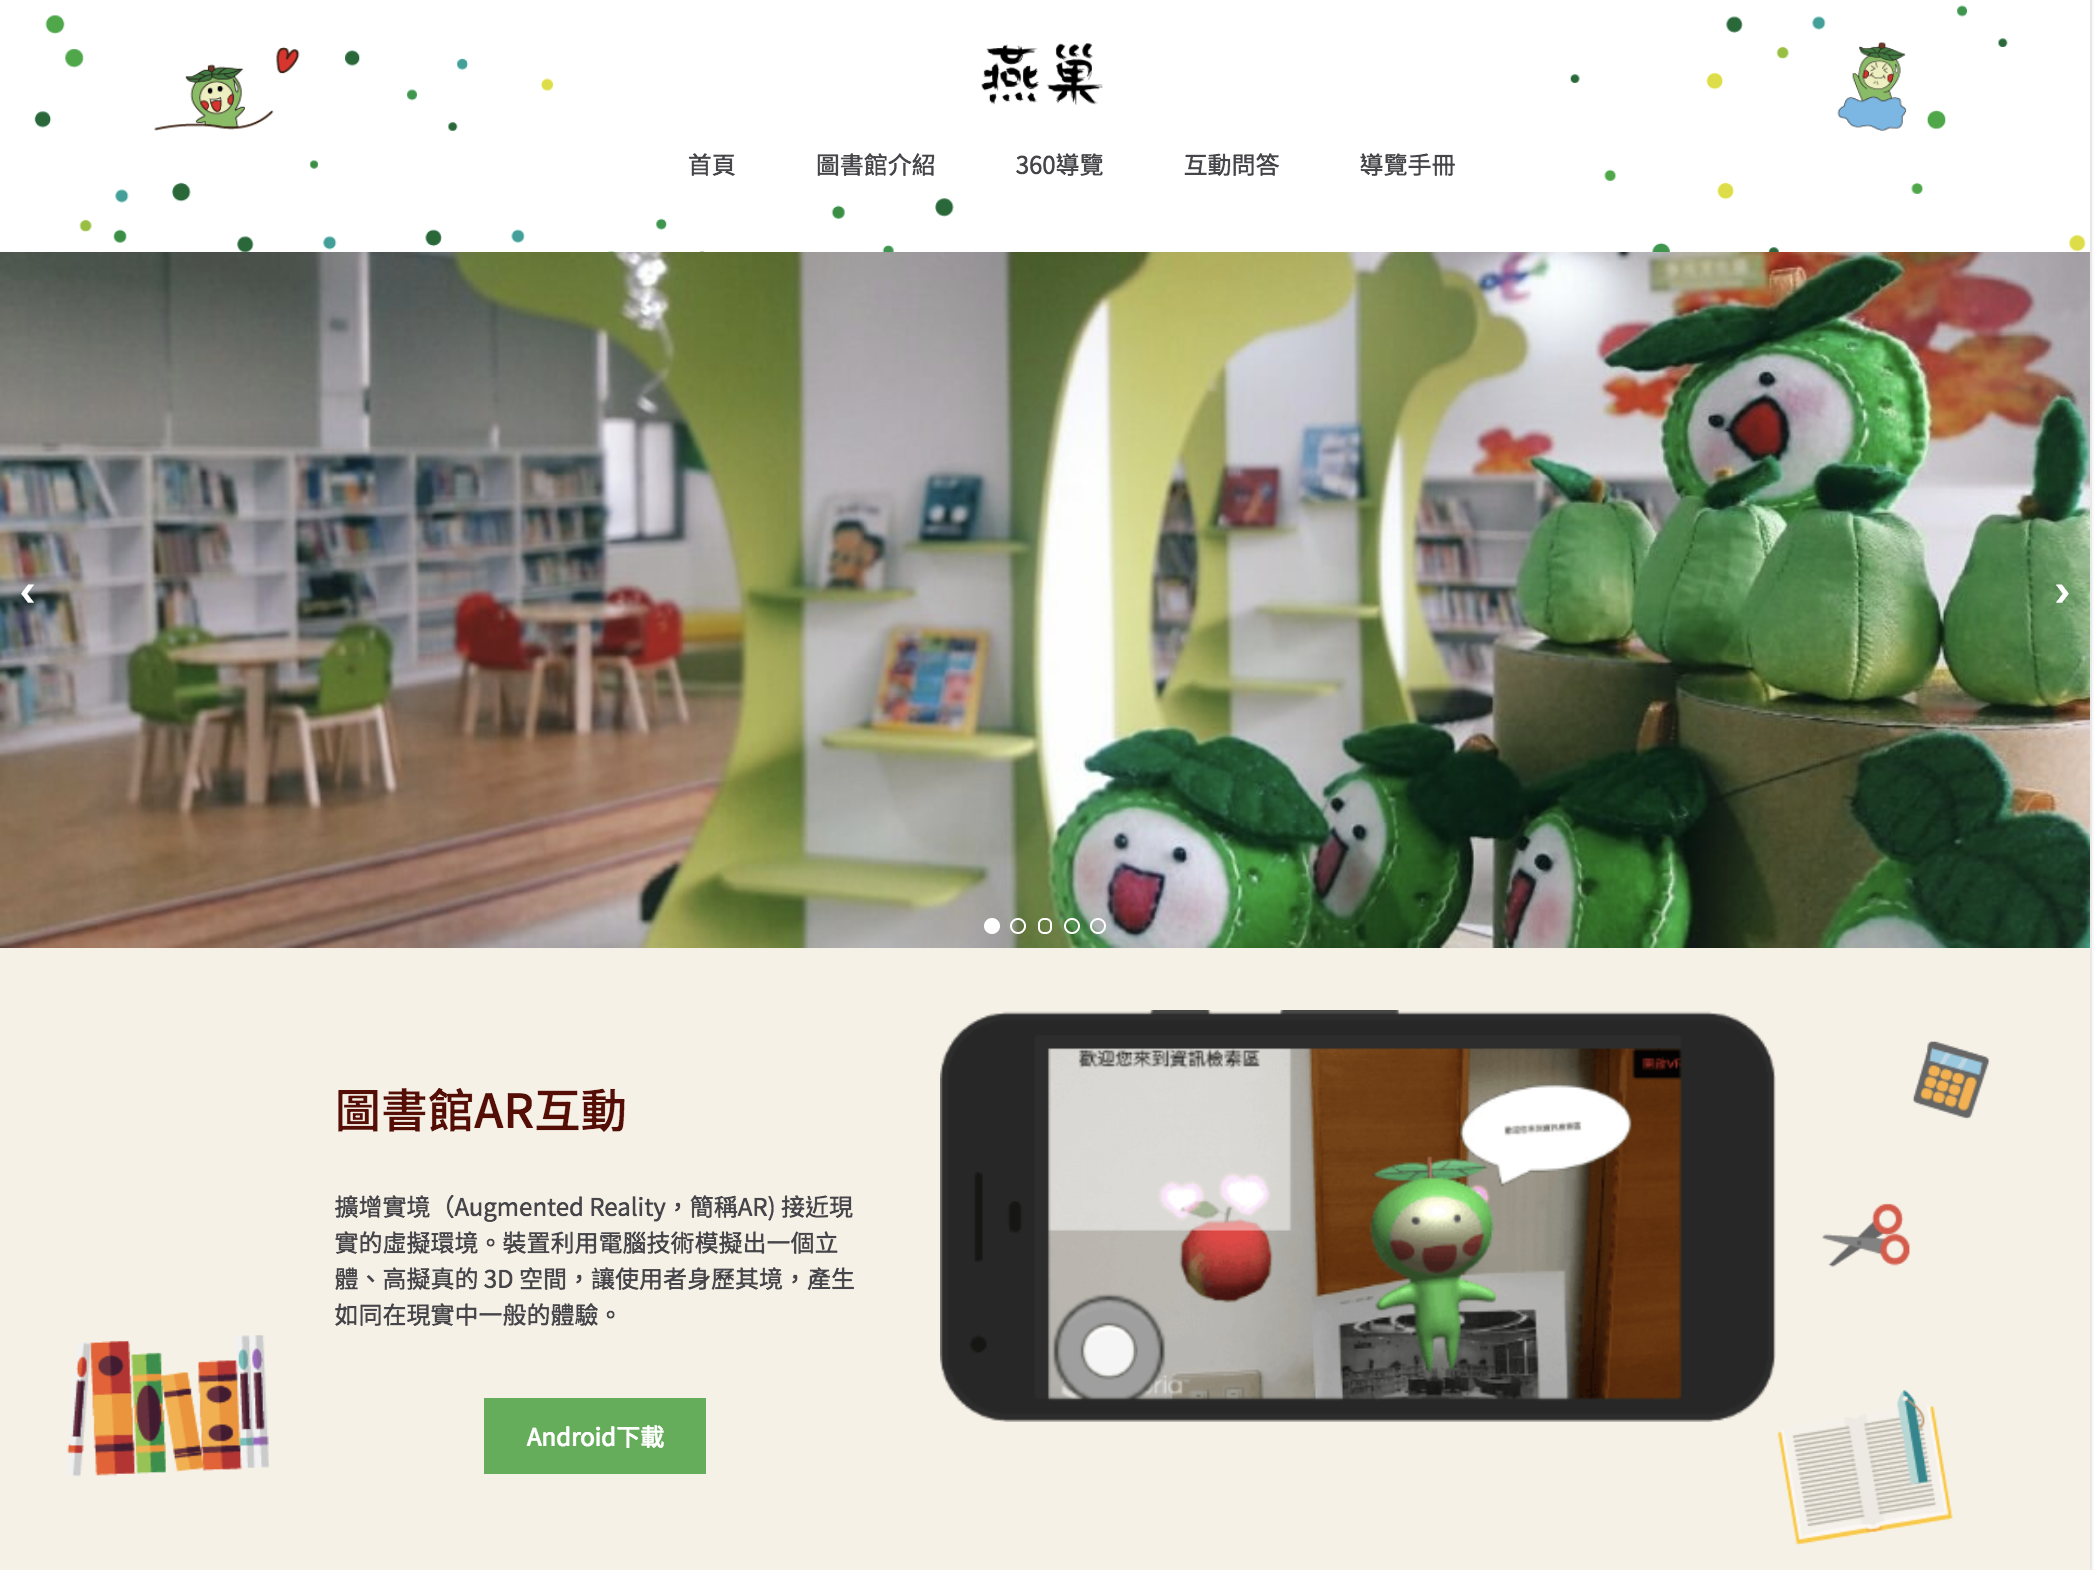 燕巢
首頁
圖書館介紹
360導覽
互動問答
導覽手冊
圖書館AR互動
擴增實境（Augmented Reality，簡稱AR) 接近現
實的虛擬環境。裝置利用電腦技術模擬出一個立
體、高擬真的 3D 空間，讓使用者身歷其境，產生
如同在現實中一般的體驗。
Android下載
歡迎您來到資訊檢索區